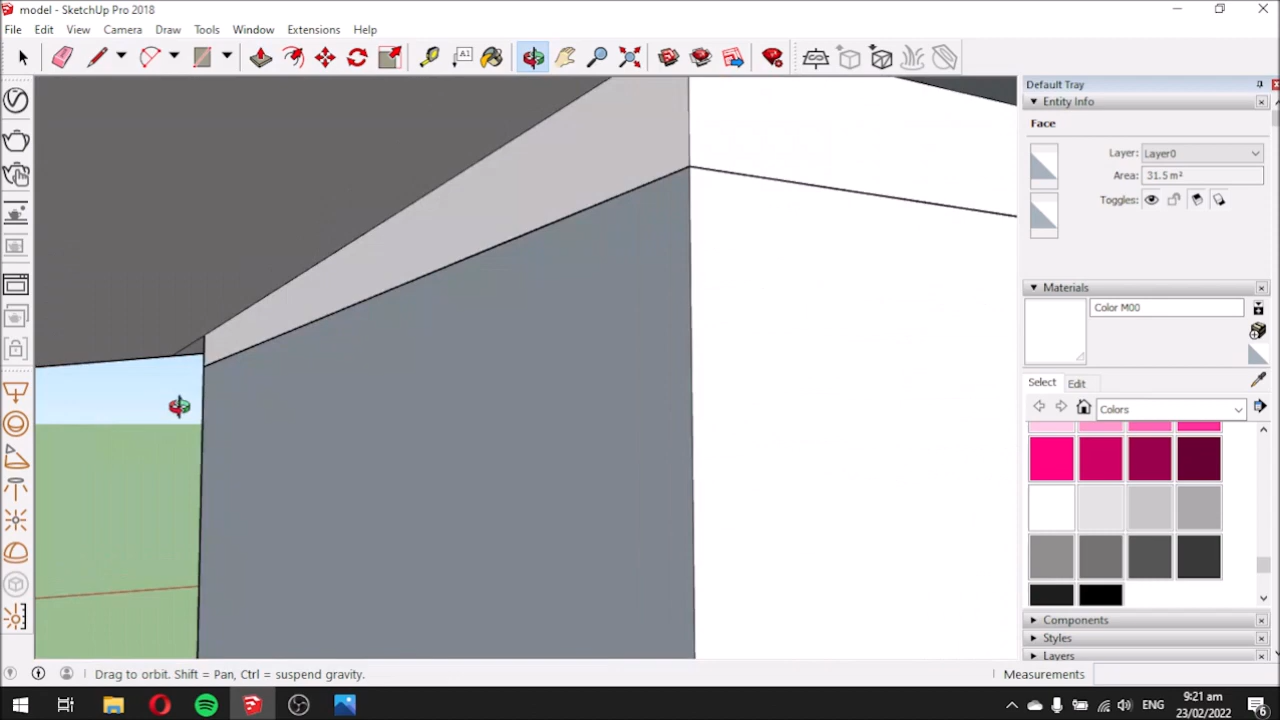 model - SketchUp Pro 2018
File Edit View Camera Draw Tools Window Extensions Help
A1
Default Tray
Entity Info
Face
Layer: Layer0
Area: 31.5 m²
Toggles:
Materials
Color M00
Select Edit
Colors
Components
Styles
Layers
Drag to orbit. Shift = Pan, Ctrl = suspend gravity.
Measurements
ENG
9:21 am
23/02/2022
6